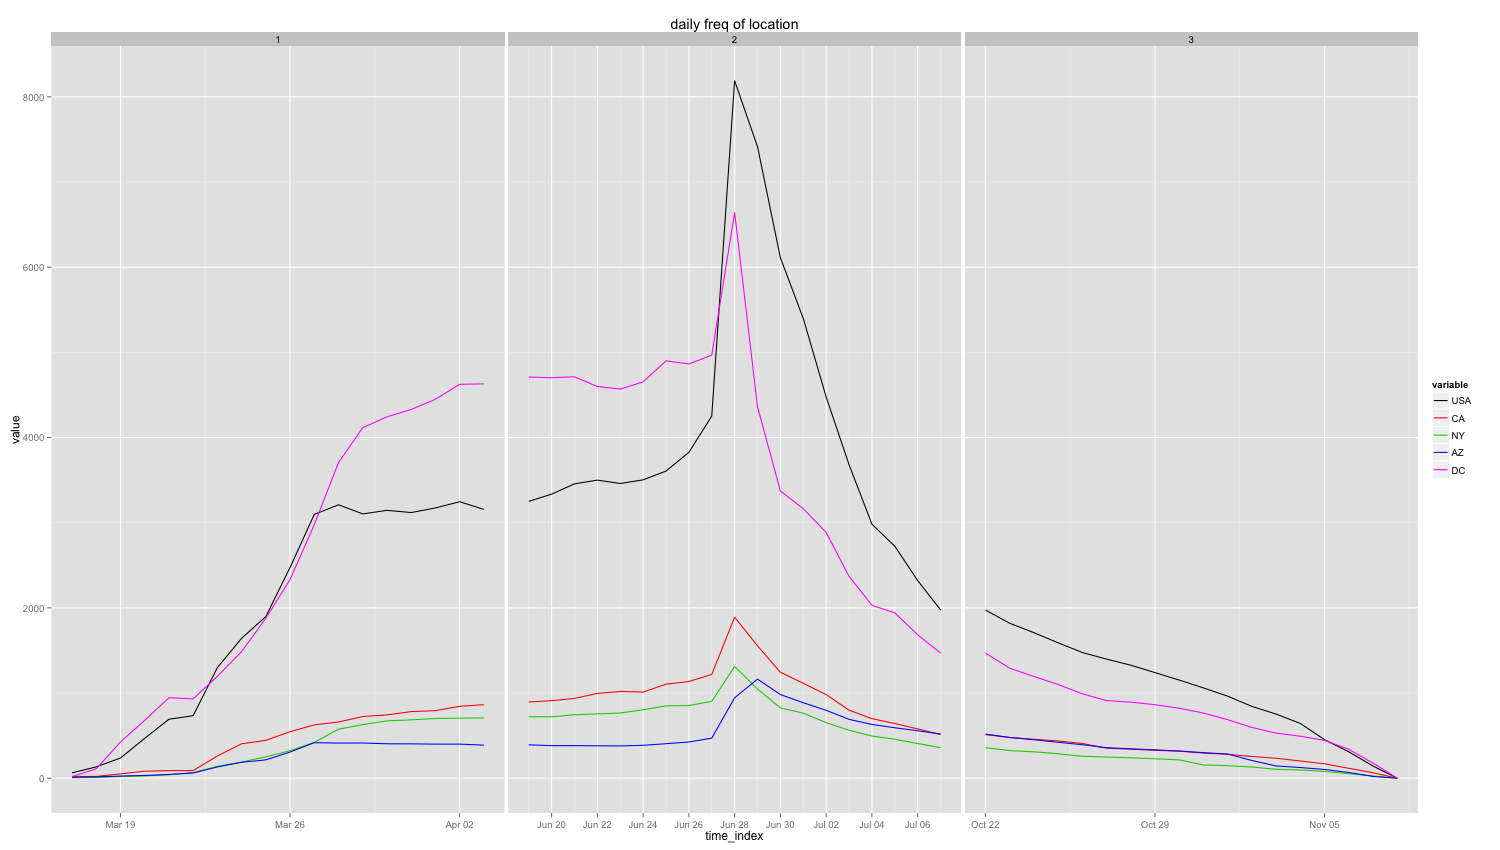 daily freq of location
1 2 3
8000
6000
4000
2000
0
value
Mar 19 Mar 26 Apr 02 Jun 20 Jun 22 Jun 24 Jun 26 Jun 28 Jun 30 Jul 02 Jul 04 Jul 06 Oct 22 Oct 29 Nov 05
time_index
variable
USA
CA
NY
AZ
DC